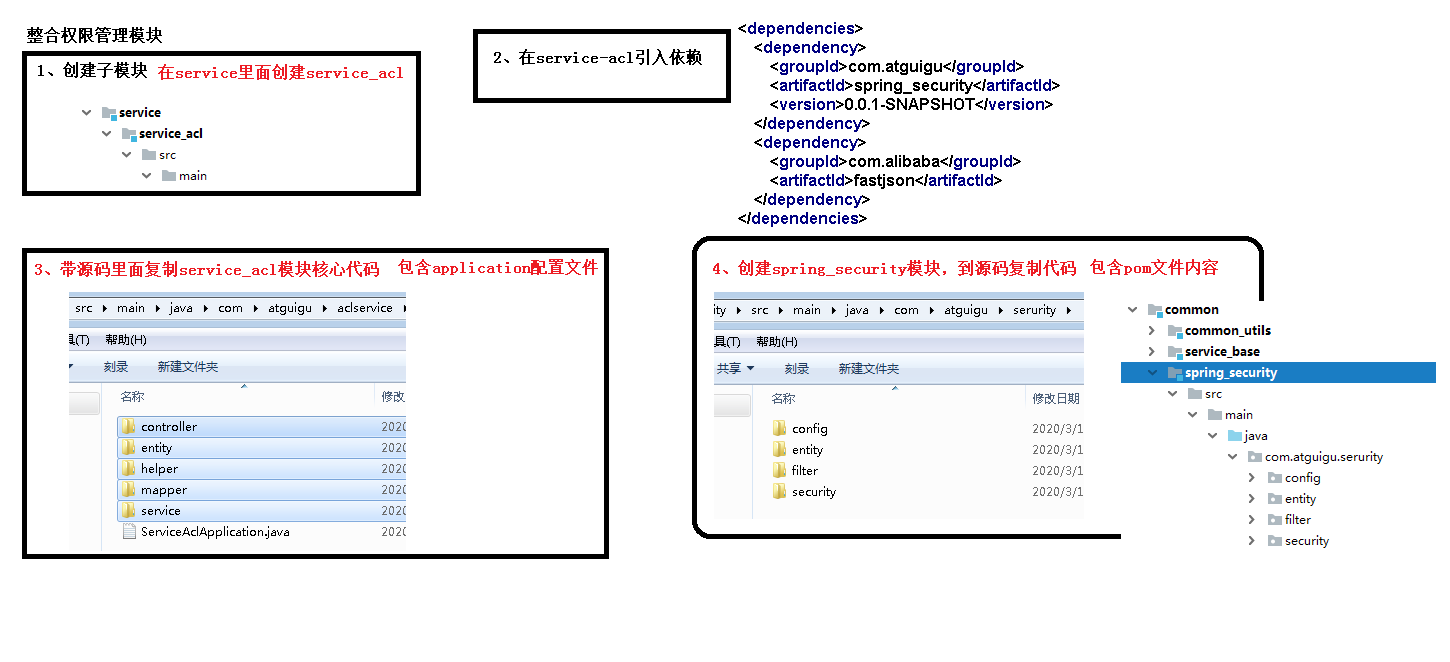 整合权限管理模块
1、创建子模块 在service里面创建service_acl
service
service_acl
src
main
2、在service-acl引入依赖
<dependencies>
<dependency>
<groupId>com.atguigu</groupId>
<artifactId>spring_security</artifactId>
<version>0.0.1-SNAPSHOT</version>
</dependency>
<dependency>
<groupId>com.alibaba</groupId>
<artifactId>fastjson</artifactId>
</dependency>
</dependencies>
3、带源码里面复制service_acl模块核心代码 包含application配置文件
src main java com atguigu aclservice
具(T) 帮助(H)
刻录 新建文件夹
名称 修改
controller 2020
entity 2020
helper 2020
mapper 2020
service 2020
ServiceAclApplication.java 2020
4、创建spring_security模块，到源码复制代码 包含pom文件内容
ity src main java com atguigu serurity
具(T) 帮助(H)
共享 刻录 新建文件夹
名称 修改日期
config 2020/3/1
entity 2020/3/1
filter 2020/3/1
security 2020/3/1
common
common_utils
service_base
spring_security
src
main
java
com.atguigu.serurity
config
entity
filter
security